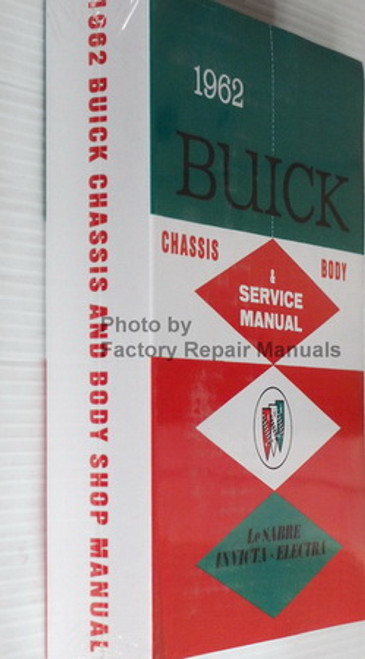 1962 BUICK CHASSIS AND BODY SHOP MANUAL
1962
BUICK
CHASSIS
BODY
&
SERVICE
MANUAL
Photo by
Factory Repair Manuals
LeSABRE
INVICTA - ELECTRA